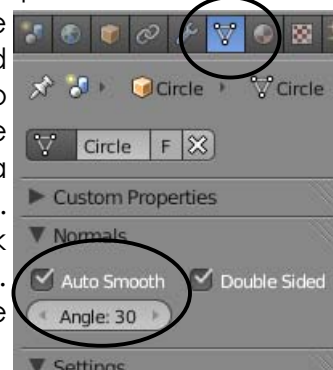 Circle
Circle
Circle
F
Custom Properties
Normals
Auto Smooth
Double Sided
Angle: 30
Settings